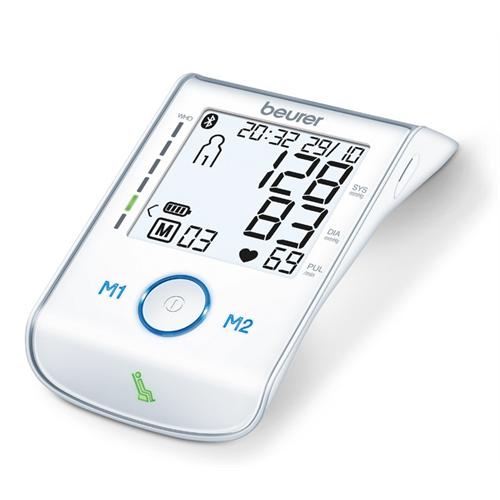 beurer
WHO
20:32 29/10
128
SYS
mmHg
83
DIA
mmHg
M 03
69
PUL
/min
M1
M2